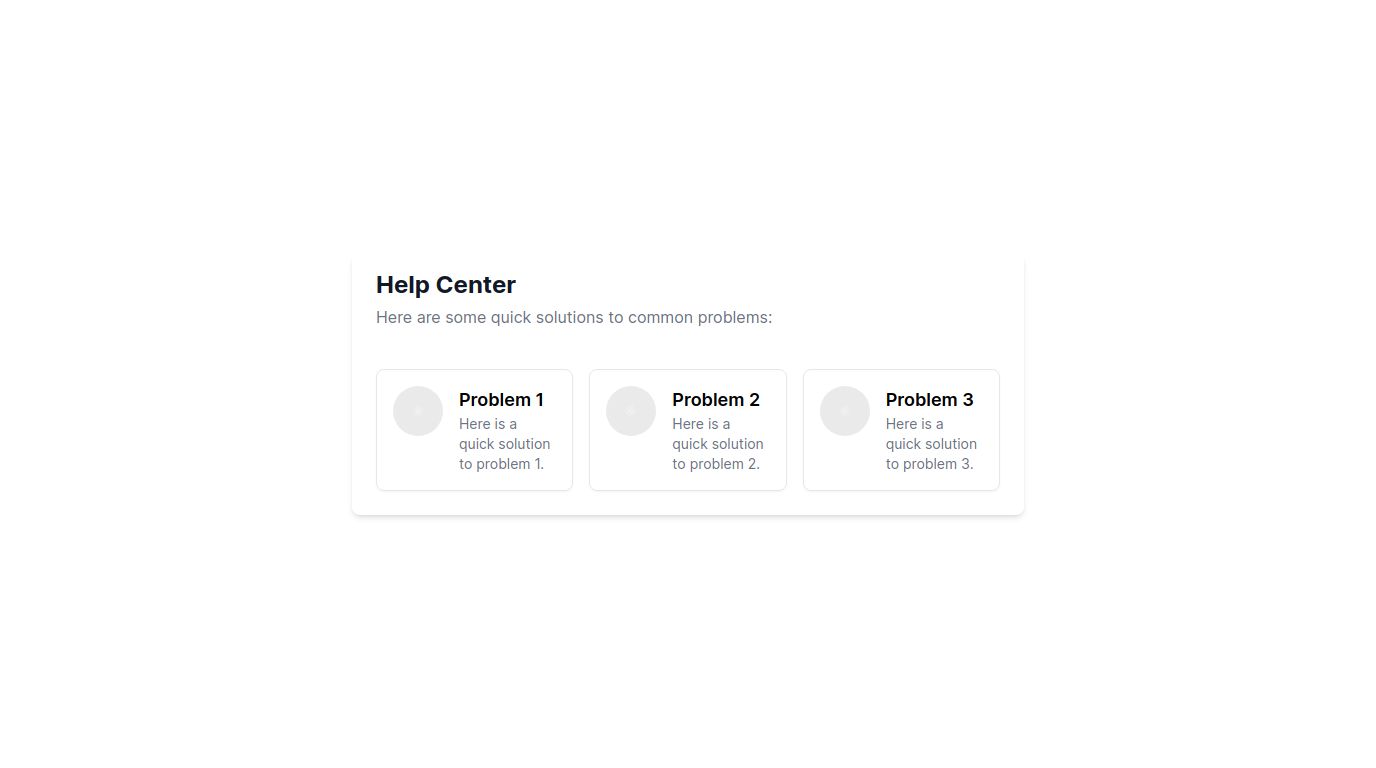 Help Center
Here are some quick solutions to common problems:
Problem 1
Here is a
quick solution
to problem 1.
Problem 2
Here is a
quick solution
to problem 2.
Problem 3
Here is a
quick solution
to problem 3.